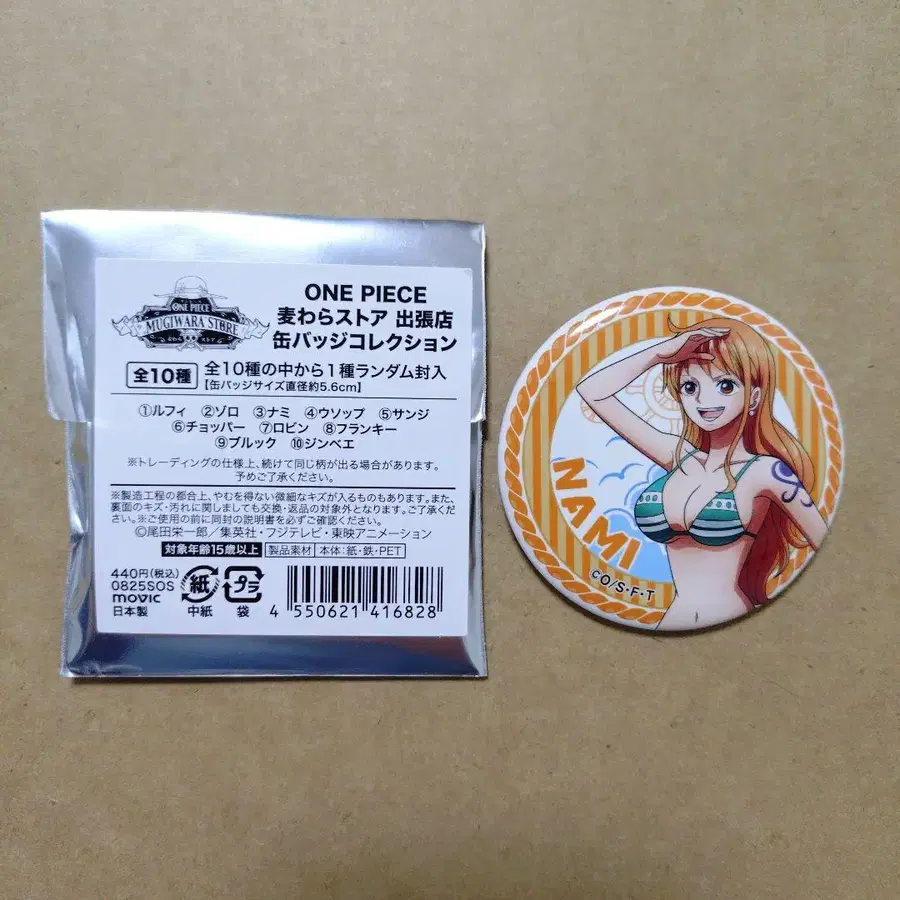 ONE PIECE
MUGIWARA STORE
麦わら ストア
ONE PIECE
麦わらストア 出張店
缶バッジコレクション
全10種
全10種の中から1種ランダム封入
【缶バッジサイズ直径約5.6cm】
①ルフィ ②ゾロ ③ナミ ④ウソップ ⑤サンジ
⑥チョッパー ⑦ロビン ⑧フランキー
⑨ブルック ⑩ジンベエ
※トレーディングの仕様上、続けて同じ柄が出る場合があります。
予めご了承ください。
※製造工程の都合上、やむを得ない微細なキズが入るものもあります。また、
裏面のキズ・汚れに関しましても交換・返品の対象外となります。ご了承くだ
さい。※ご使用の前に同封の説明書を必ずご確認ください。
©尾田栄一郎/集英社・フジテレビ・東映アニメーション
対象年齢15歳以上 製品素材 本体:紙・鉄・PET
440円(税込)
0825SOS
movic
日本製
紙
中紙
プラ
袋
4 550621 416828
NAMI
©O/S・F・T